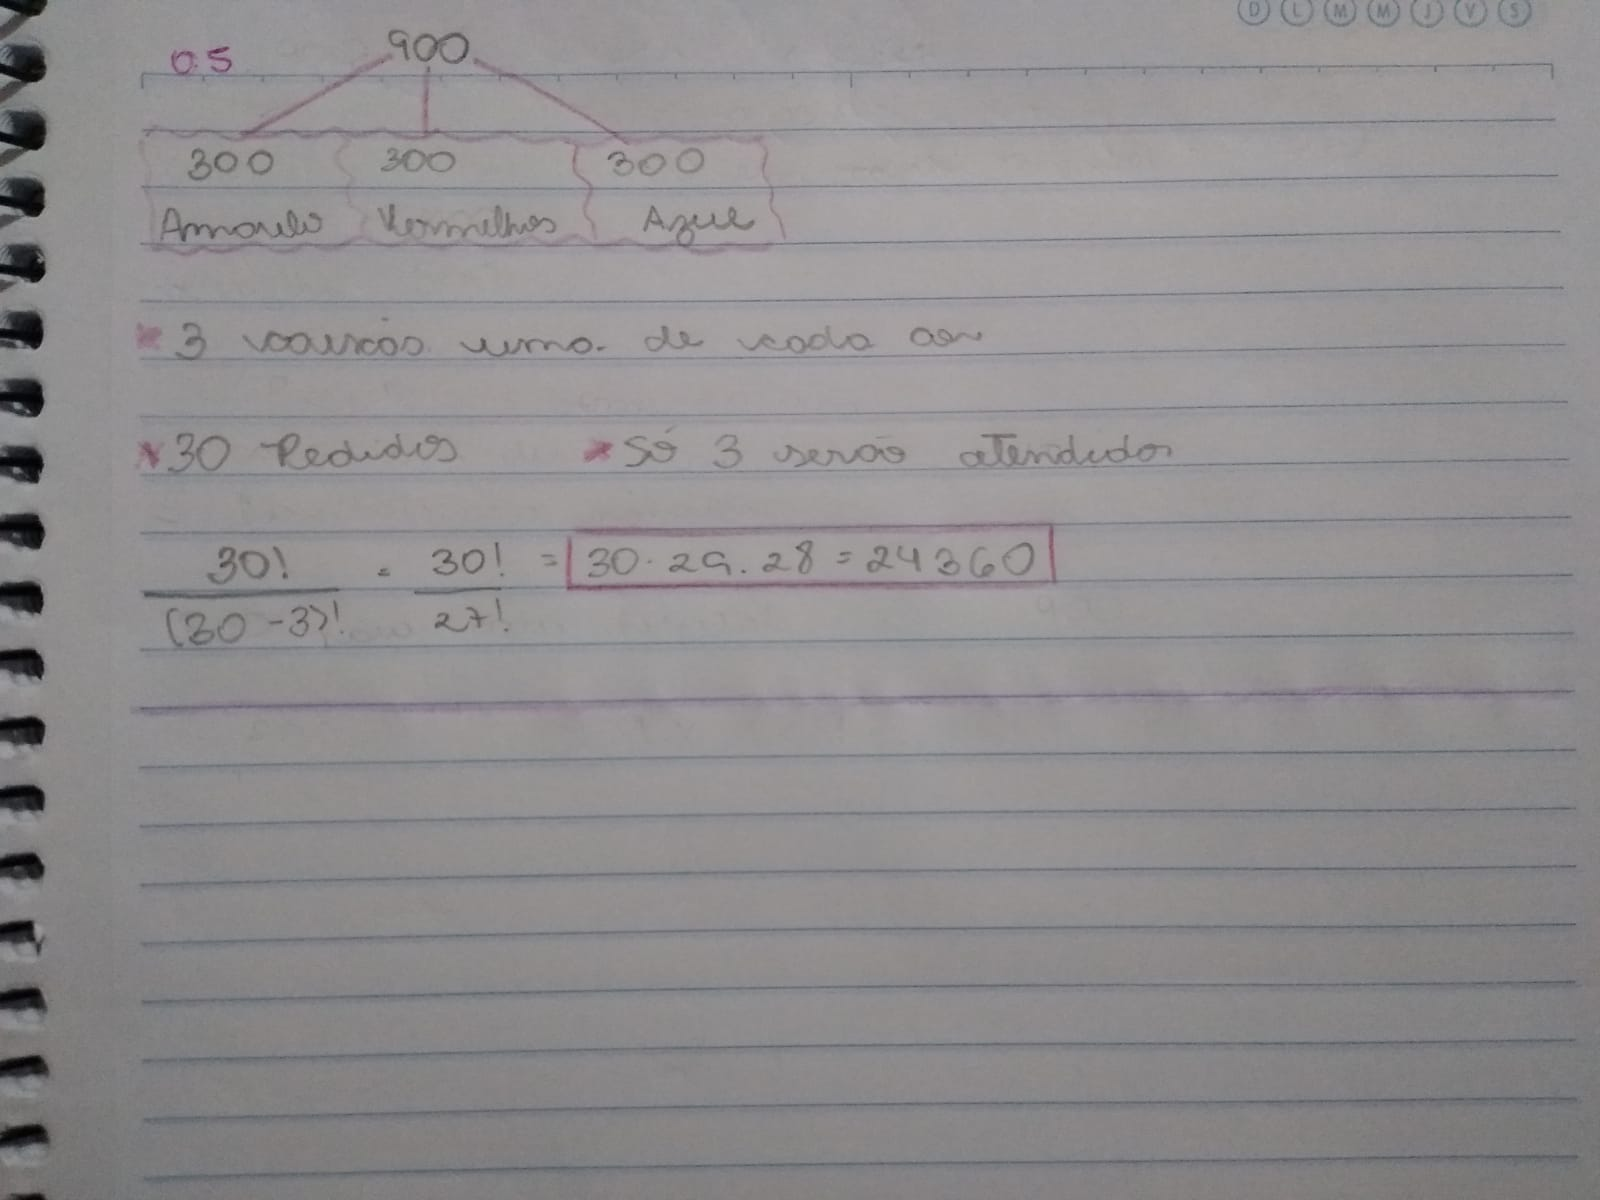 D L M M J V S
05 900
300 300 300
Amarelo Vermelhos Azul
* 3 caixas uma de cada cor
* 30 Pedidos * Só 3 serão atendidos
30! = 30! = 30 . 29 . 28 = 24360
(30 - 3)! 27!